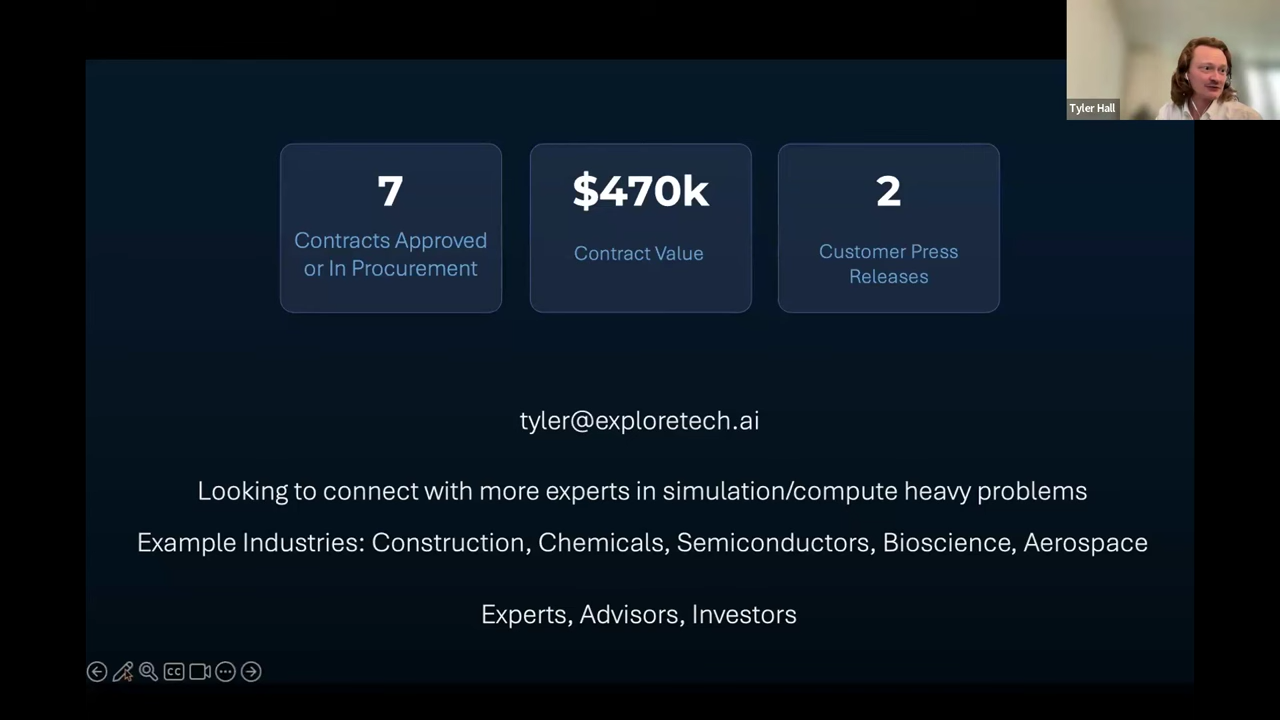 Tyler Hall
7
Contracts Approved
or In Procurement
$470k
Contract Value
2
Customer Press
Releases
tyler@exploretech.ai
Looking to connect with more experts in simulation/compute heavy problems
Example Industries: Construction, Chemicals, Semiconductors, Bioscience, Aerospace
Experts, Advisors, Investors
CC